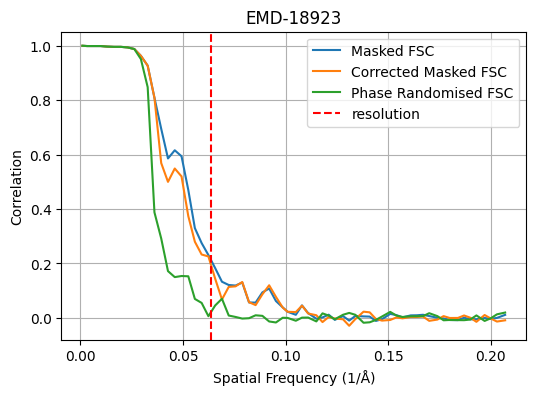 EMD-18923
Masked FSC
Corrected Masked FSC
Phase Randomised FSC
resolution
Correlation
1.0
0.8
0.6
0.4
0.2
0.0
0.00 0.05 0.10 0.15 0.20
Spatial Frequency (1/Å)